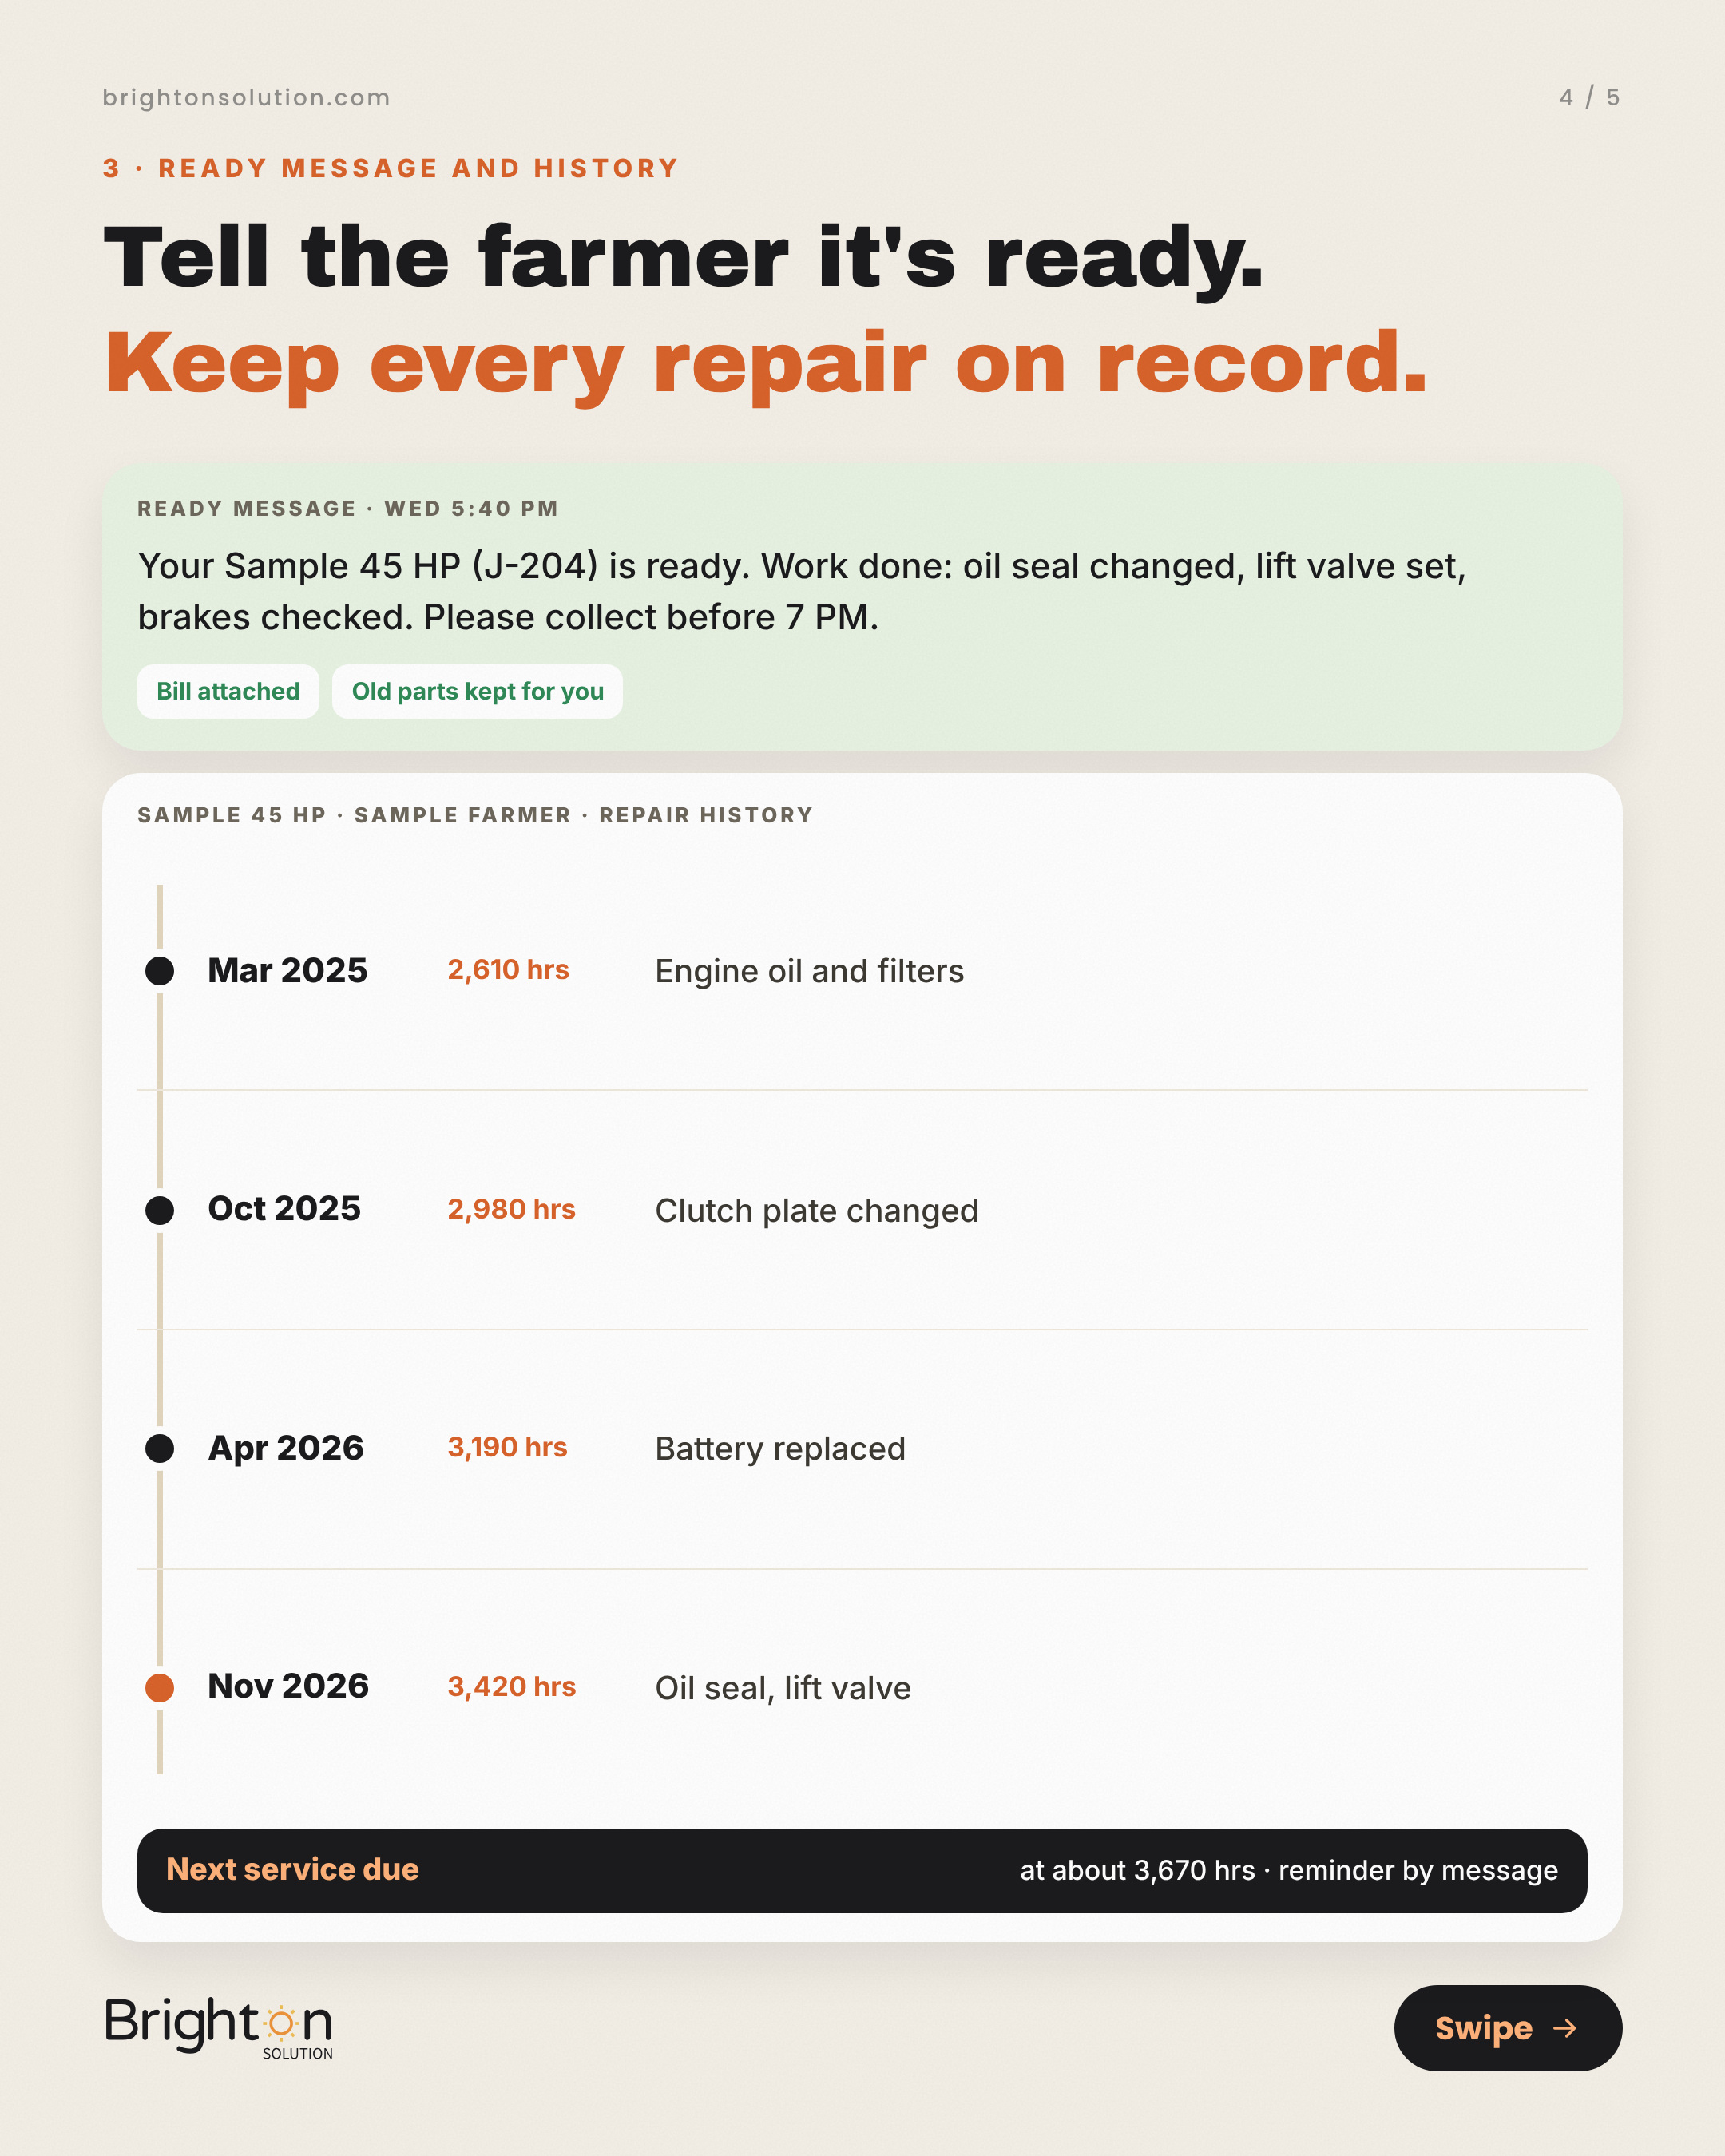 brightonsolution.com
4 / 5
3 · READY MESSAGE AND HISTORY
Tell the farmer it's ready.
Keep every repair on record.
READY MESSAGE · WED 5:40 PM
Your Sample 45 HP (J-204) is ready. Work done: oil seal changed, lift valve set,
brakes checked. Please collect before 7 PM.
Bill attached
Old parts kept for you
SAMPLE 45 HP · SAMPLE FARMER · REPAIR HISTORY
Mar 2025 2,610 hrs Engine oil and filters
Oct 2025 2,980 hrs Clutch plate changed
Apr 2026 3,190 hrs Battery replaced
Nov 2026 3,420 hrs Oil seal, lift valve
Next service due at about 3,670 hrs · reminder by message
Brighton
SOLUTION
Swipe →